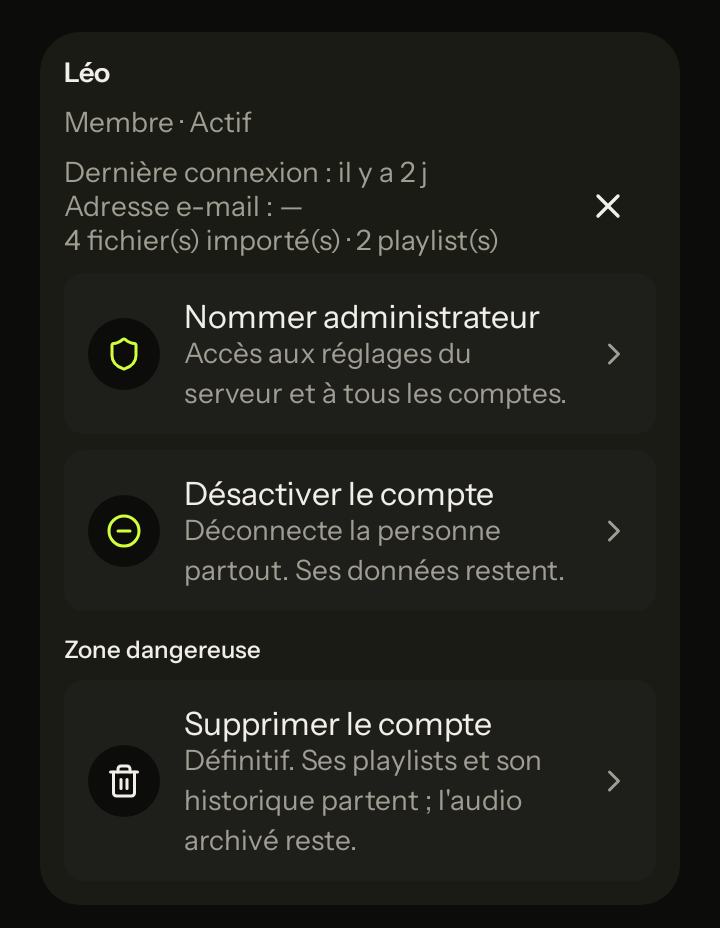 Léo
Membre · Actif
Dernière connexion : il y a 2 j
Adresse e-mail : —
4 fichier(s) importé(s) · 2 playlist(s)
Nommer administrateur
Accès aux réglages du
serveur et à tous les comptes.
Désactiver le compte
Déconnecte la personne
partout. Ses données restent.
Zone dangereuse
Supprimer le compte
Définitif. Ses playlists et son
historique partent ; l'audio
archivé reste.